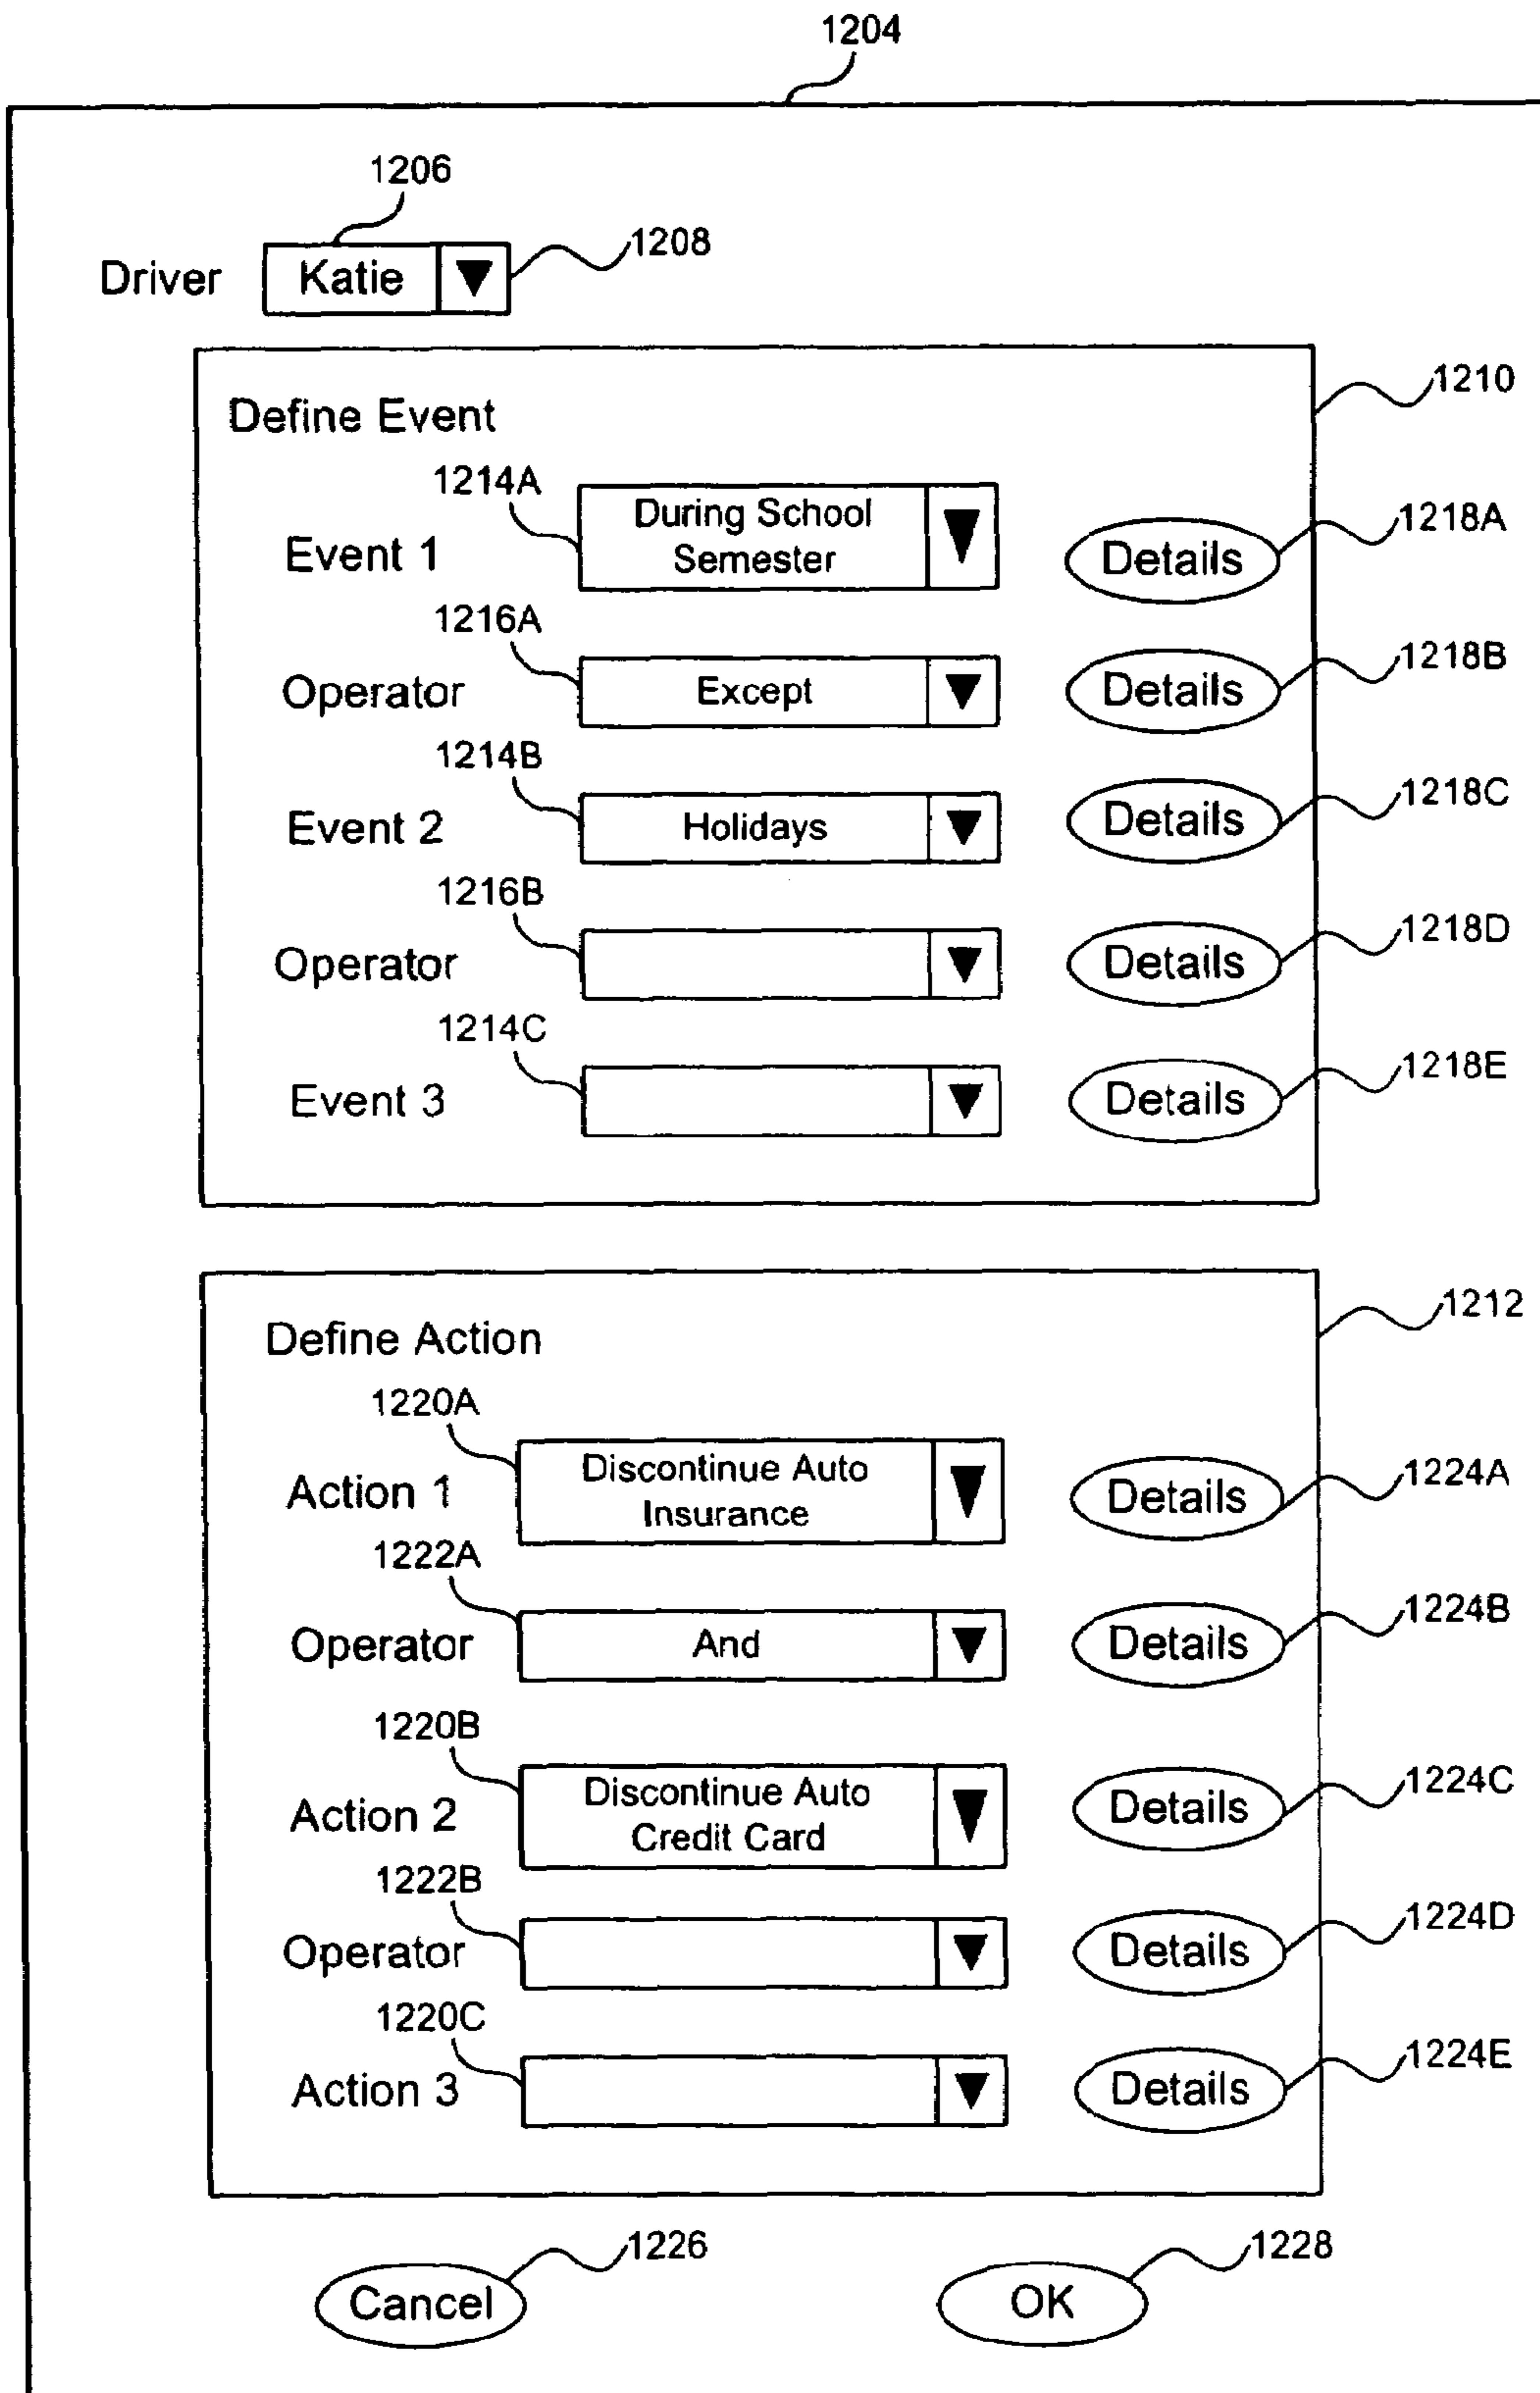 1204
1206
1208
Driver Katie
1210
Define Event
1214A
During School
Semester
Event 1
Details
1218A
1216A
Operator
Except
Details
1218B
1214B
Event 2
Holidays
Details
1218C
1216B
Operator
Details
1218D
1214C
Event 3
Details
1218E
1212
Define Action
1220A
Discontinue Auto
Insurance
Action 1
Details
1224A
1222A
Operator
And
Details
1224B
1220B
Discontinue Auto
Credit Card
Action 2
Details
1224C
1222B
Operator
Details
1224D
1220C
Action 3
Details
1224E
1226
1228
Cancel
OK